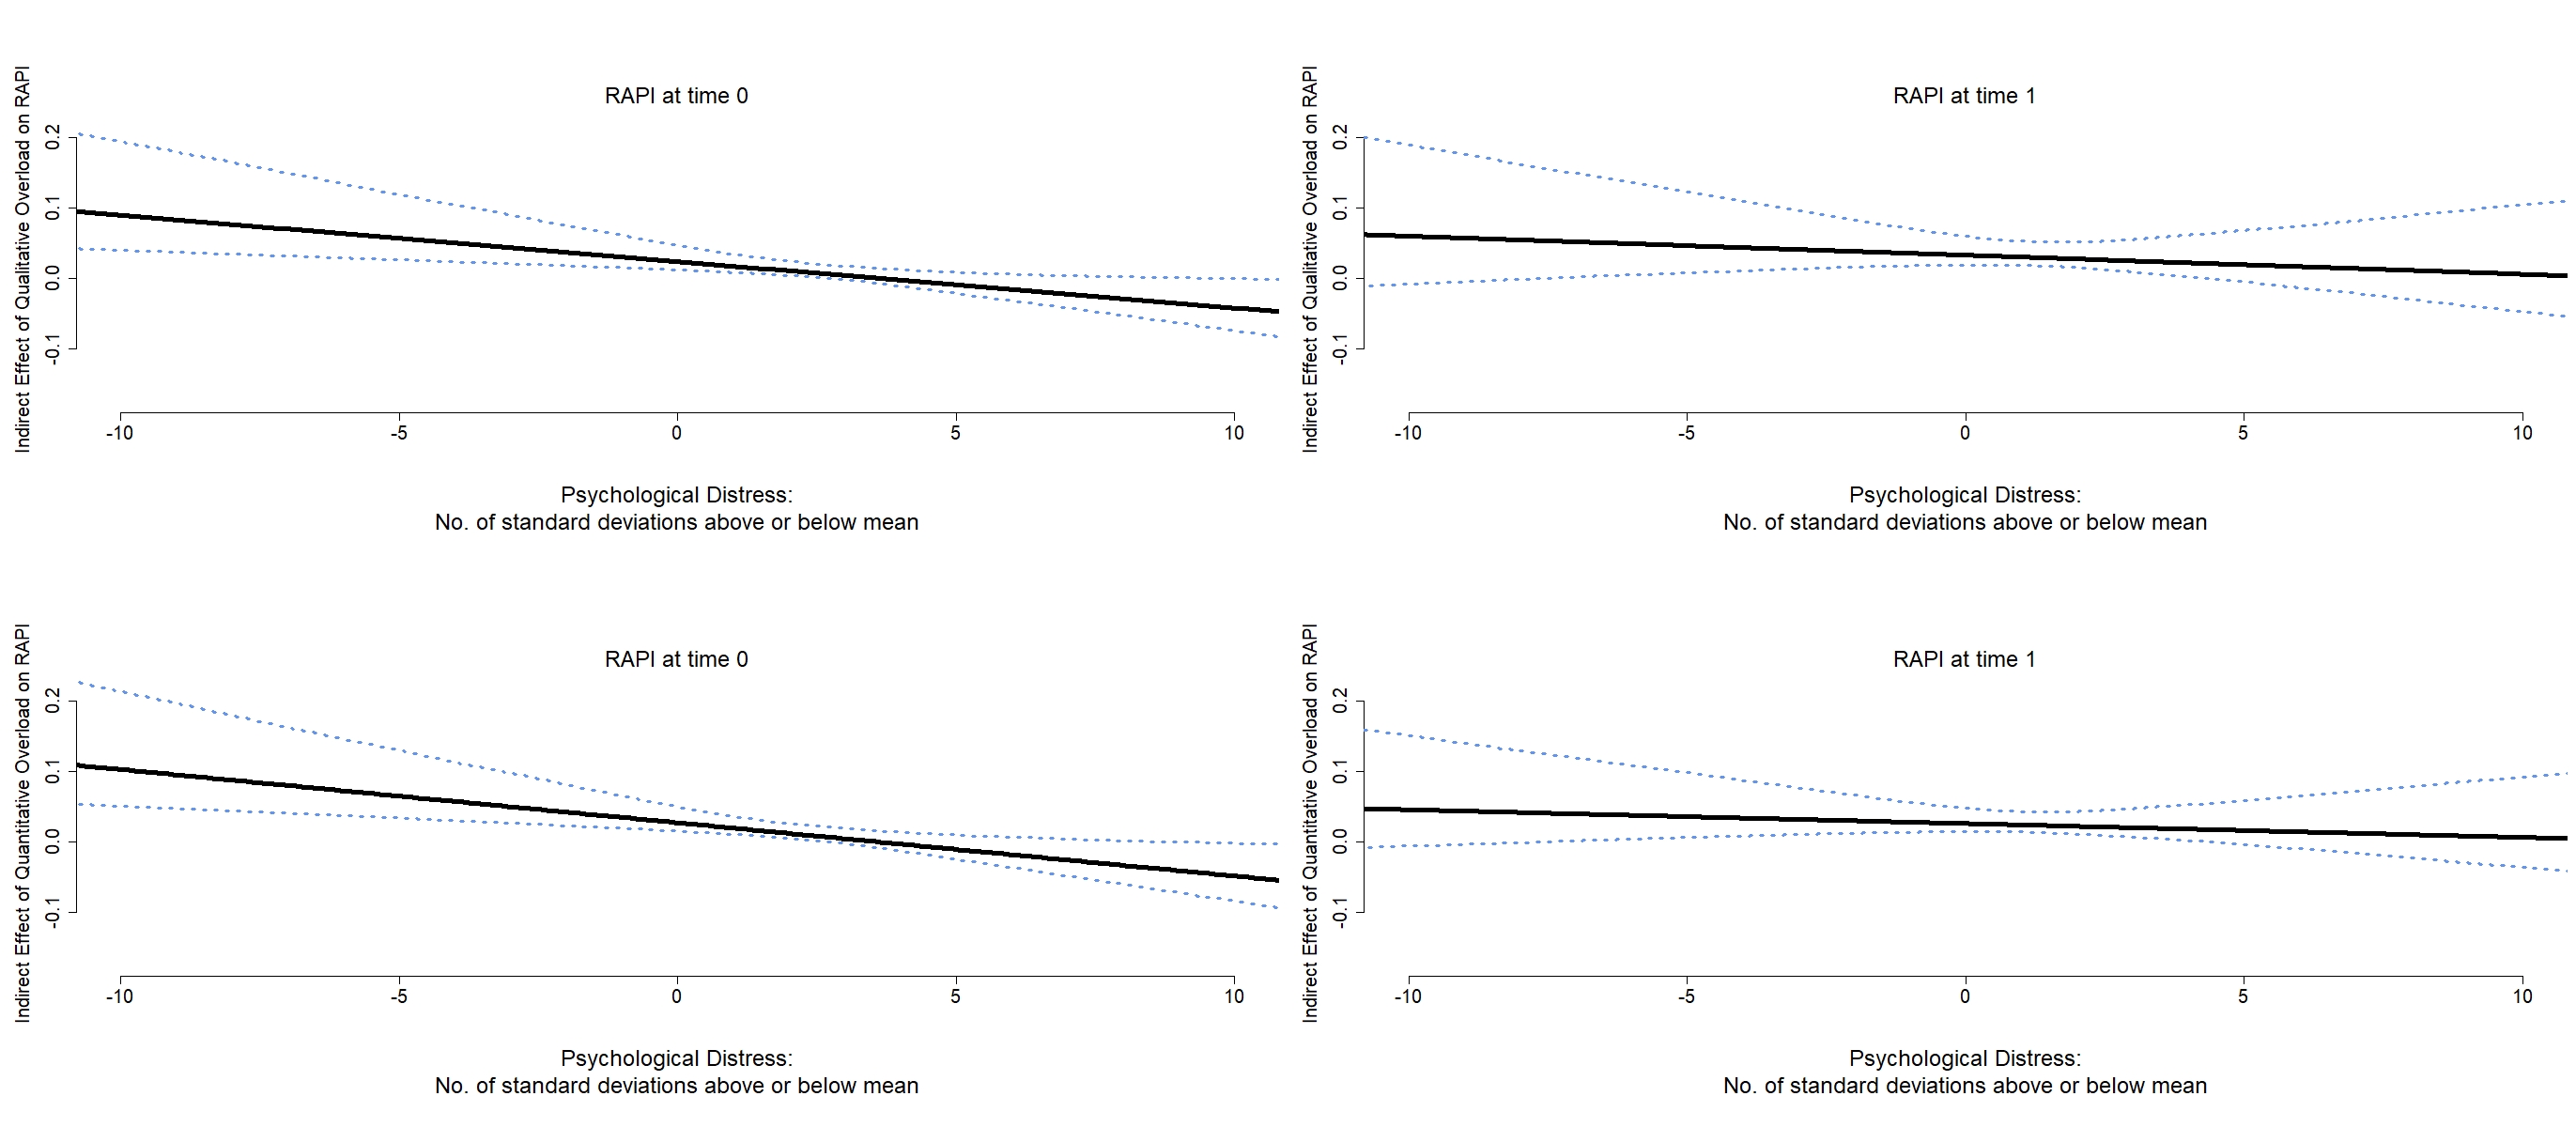 RAPI at time 0
Indirect Effect of Qualitative Overload on RAPI
0.2
0.1
0.0
-0.1
-10 -5 0 5 10
Psychological Distress:
No. of standard deviations above or below mean
RAPI at time 1
Indirect Effect of Qualitative Overload on RAPI
0.2
0.1
0.0
-0.1
-10 -5 0 5 10
Psychological Distress:
No. of standard deviations above or below mean
RAPI at time 0
Indirect Effect of Quantitative Overload on RAPI
0.2
0.1
0.0
-0.1
-10 -5 0 5 10
Psychological Distress:
No. of standard deviations above or below mean
RAPI at time 1
Indirect Effect of Quantitative Overload on RAPI
0.2
0.1
0.0
-0.1
-10 -5 0 5 10
Psychological Distress:
No. of standard deviations above or below mean